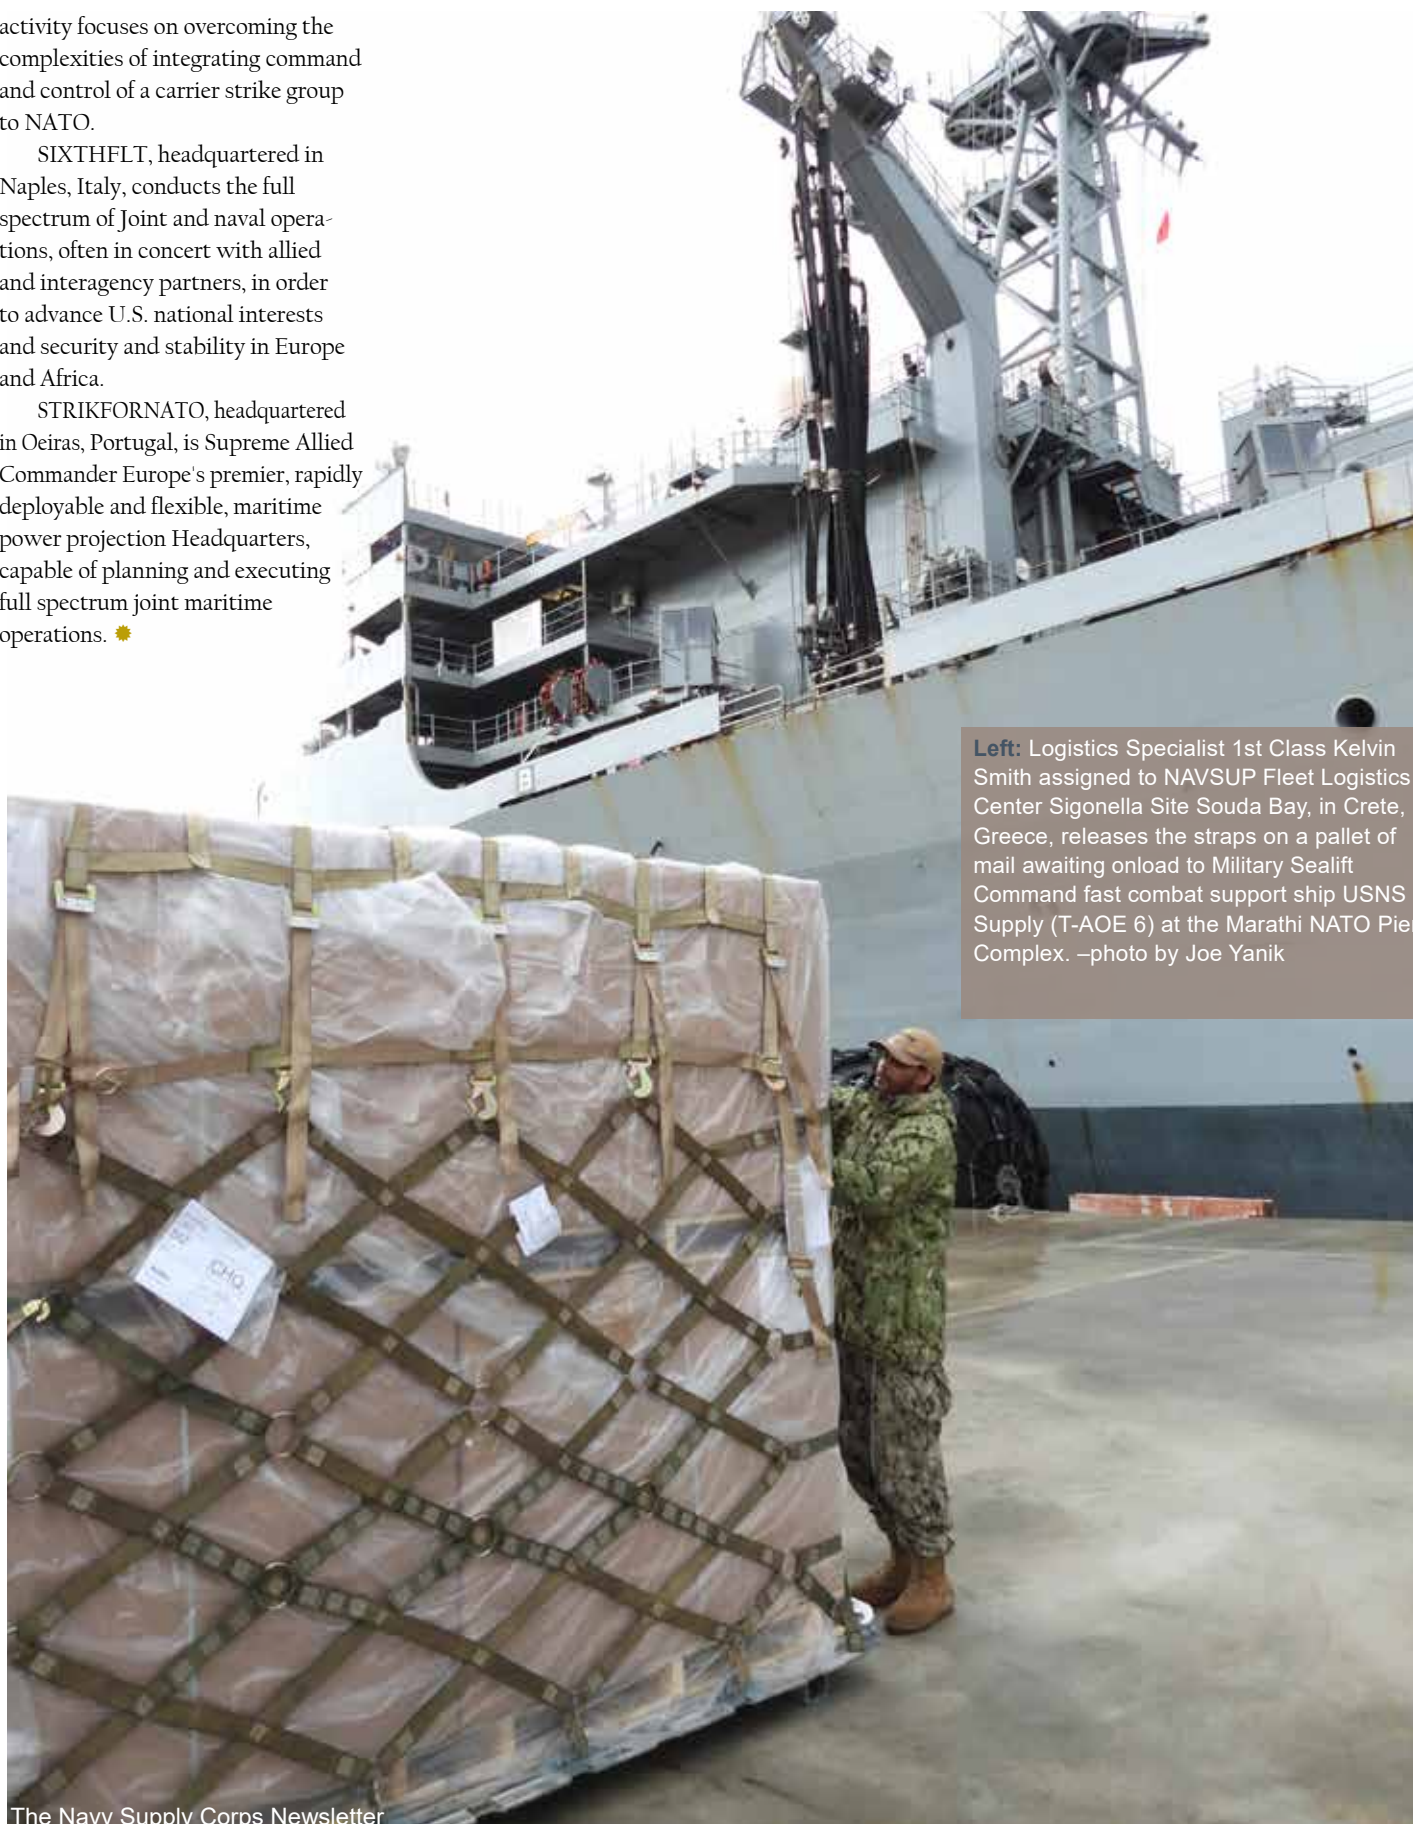 activity focuses on overcoming the
complexities of integrating command
and control of a carrier strike group
to NATO.
SIXTHFLT, headquartered in
Naples, Italy, conducts the full
spectrum of Joint and naval opera-
tions, often in concert with allied
and interagency partners, in order
to advance U.S. national interests
and security and stability in Europe
and Africa.
STRIKFORNATO, headquartered
in Oeiras, Portugal, is Supreme Allied
Commander Europe's premier, rapidly
deployable and flexible, maritime
power projection Headquarters,
capable of planning and executing
full spectrum joint maritime
operations.
Left: Logistics Specialist 1st Class Kelvin
Smith assigned to NAVSUP Fleet Logistics
Center Sigonella Site Souda Bay, in Crete,
Greece, releases the straps on a pallet of
mail awaiting onload to Military Sealift
Command fast combat support ship USNS
Supply (T-AOE 6) at the Marathi NATO Pier
Complex. –photo by Joe Yanik
CHQ
The Navy Supply Corps Newsletter